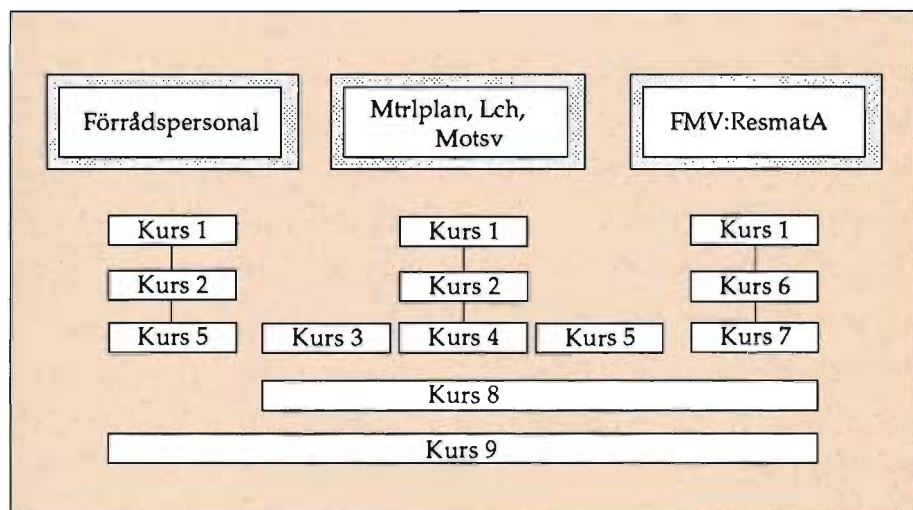 Förrådspersonal
Mtrlplan, Lch,
Motsv
FMV:ResmatA
Kurs 1
Kurs 1
Kurs 1
Kurs 2
Kurs 2
Kurs 6
Kurs 5
Kurs 3
Kurs 4
Kurs 5
Kurs 7
Kurs 8
Kurs 9